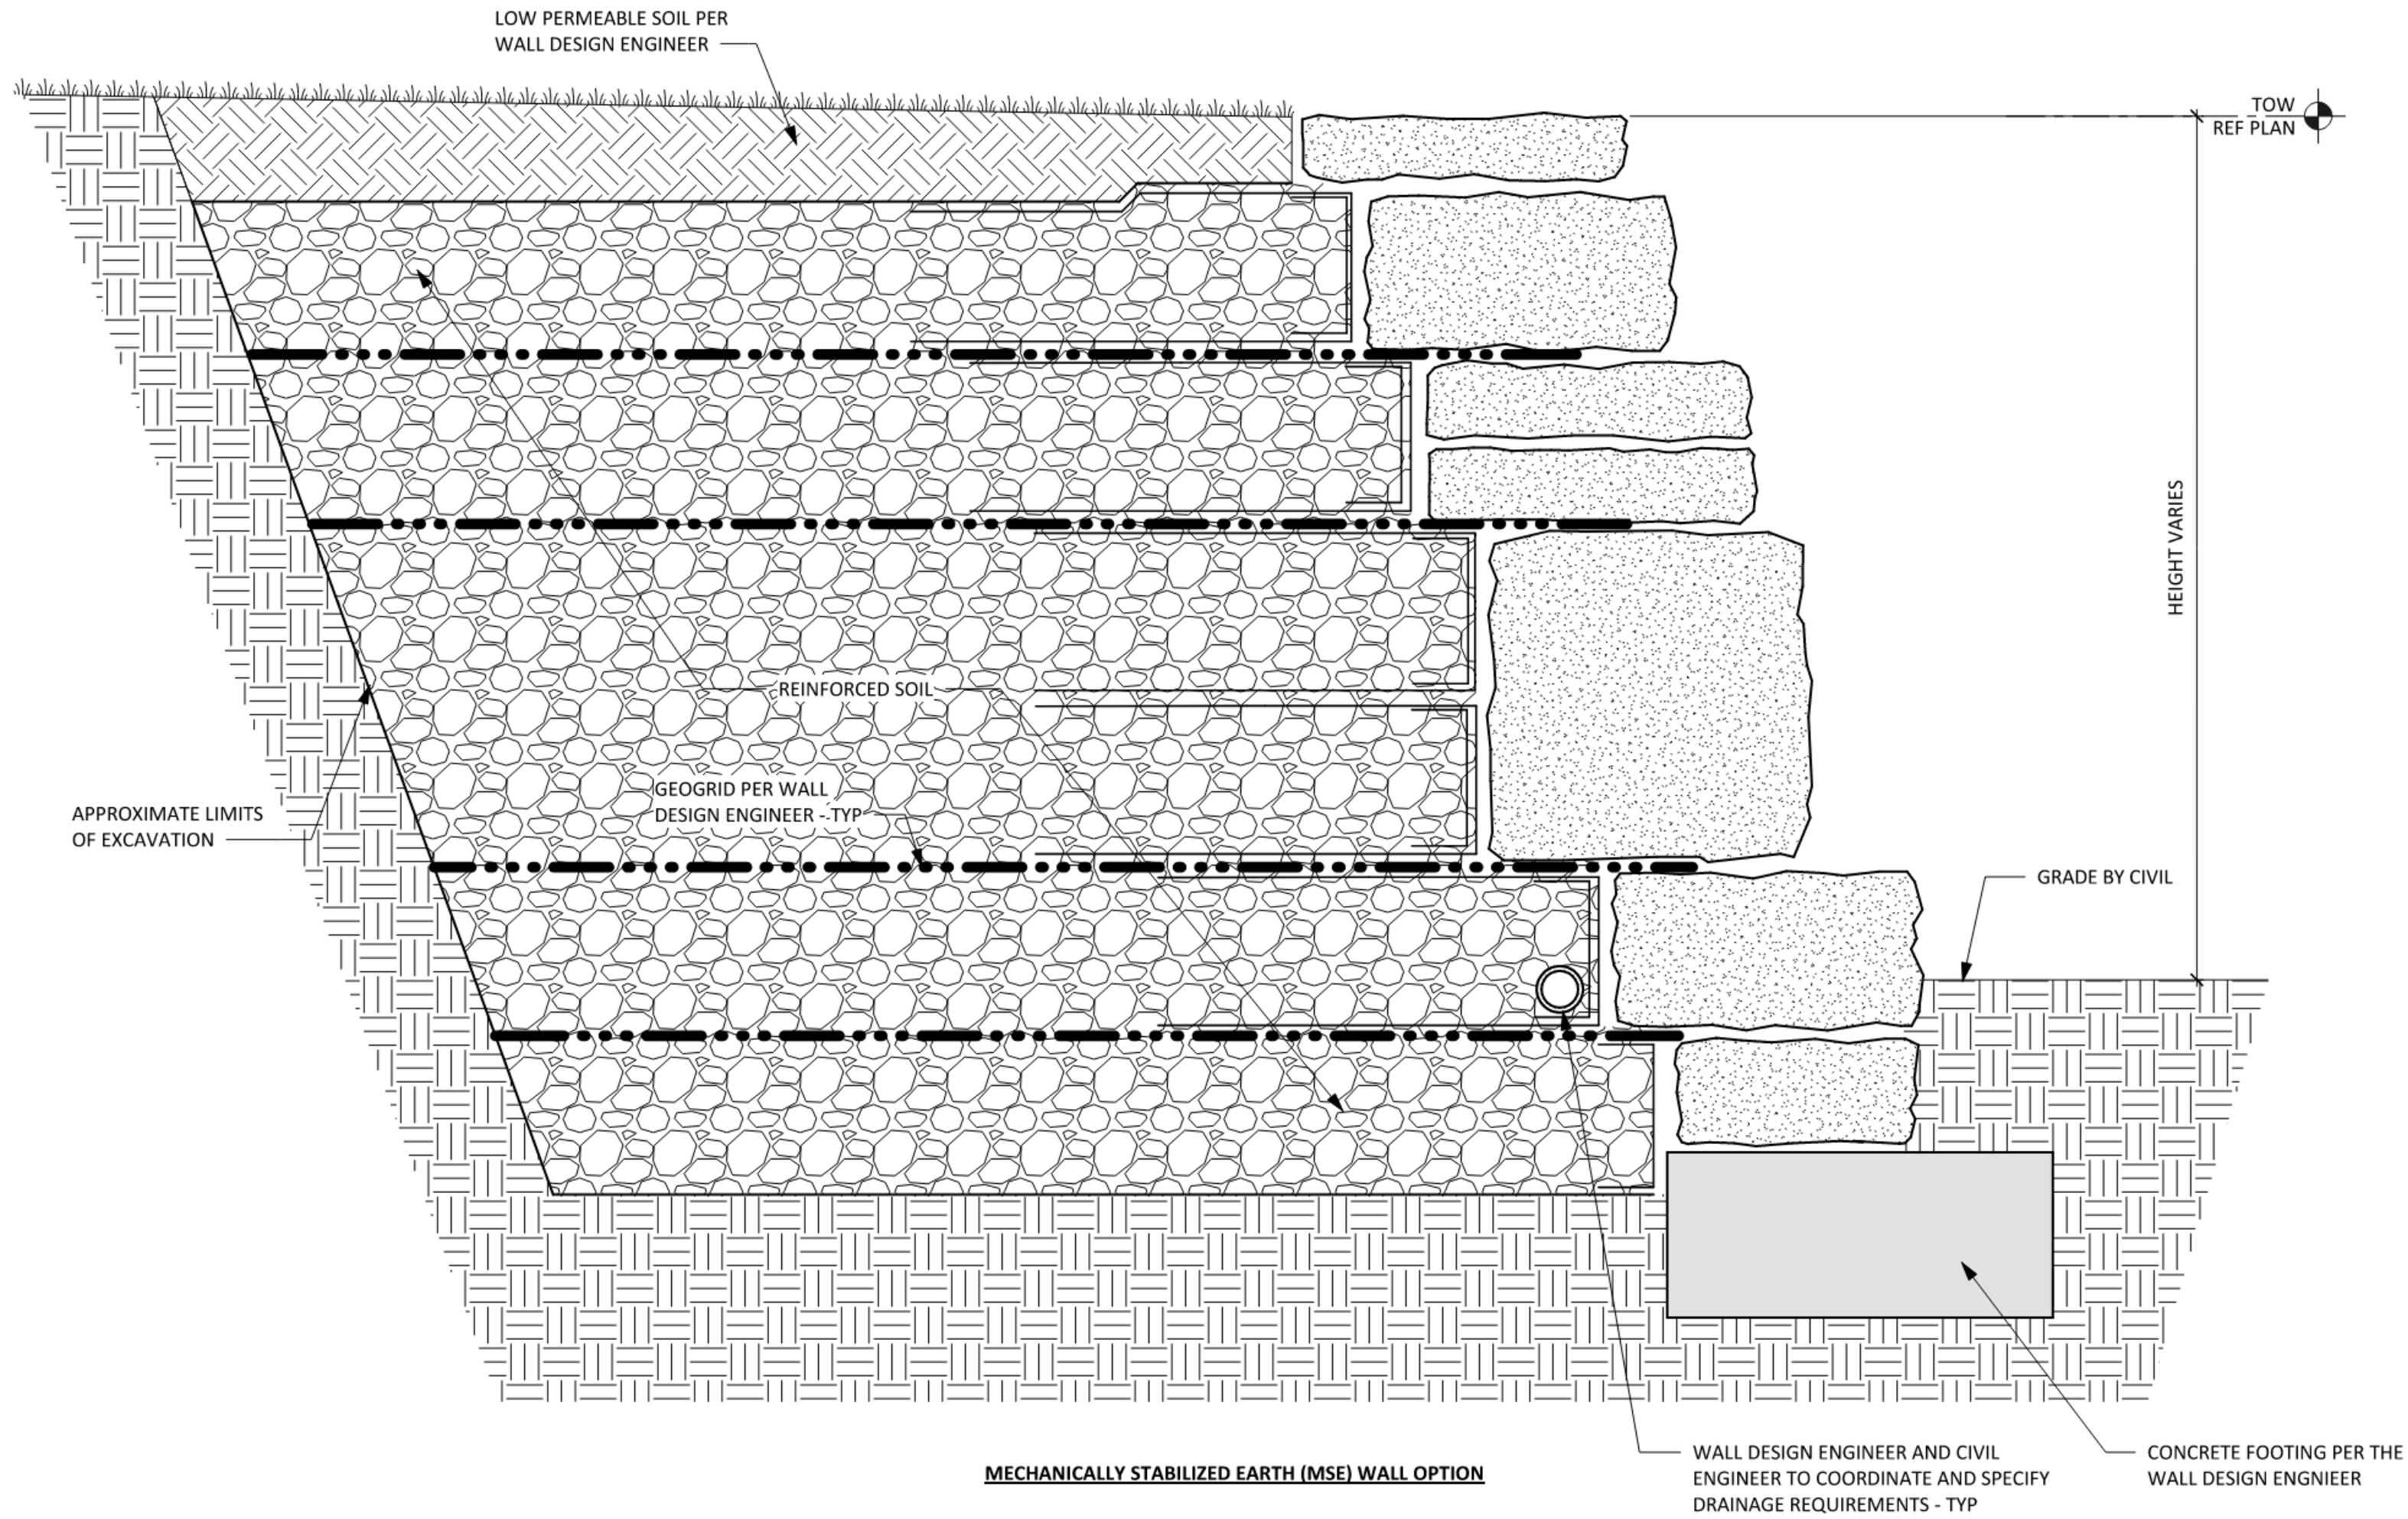 LOW PERMEABLE SOIL PER
WALL DESIGN ENGINEER
TOW
REF PLAN
HEIGHT VARIES
REINFORCED SOIL
GEOGRID PER WALL
DESIGN ENGINEER - TYP
APPROXIMATE LIMITS
OF EXCAVATION
GRADE BY CIVIL
MECHANICALLY STABILIZED EARTH (MSE) WALL OPTION
WALL DESIGN ENGINEER AND CIVIL
ENGINEER TO COORDINATE AND SPECIFY
DRAINAGE REQUIREMENTS - TYP
CONCRETE FOOTING PER THE
WALL DESIGN ENGNIEER